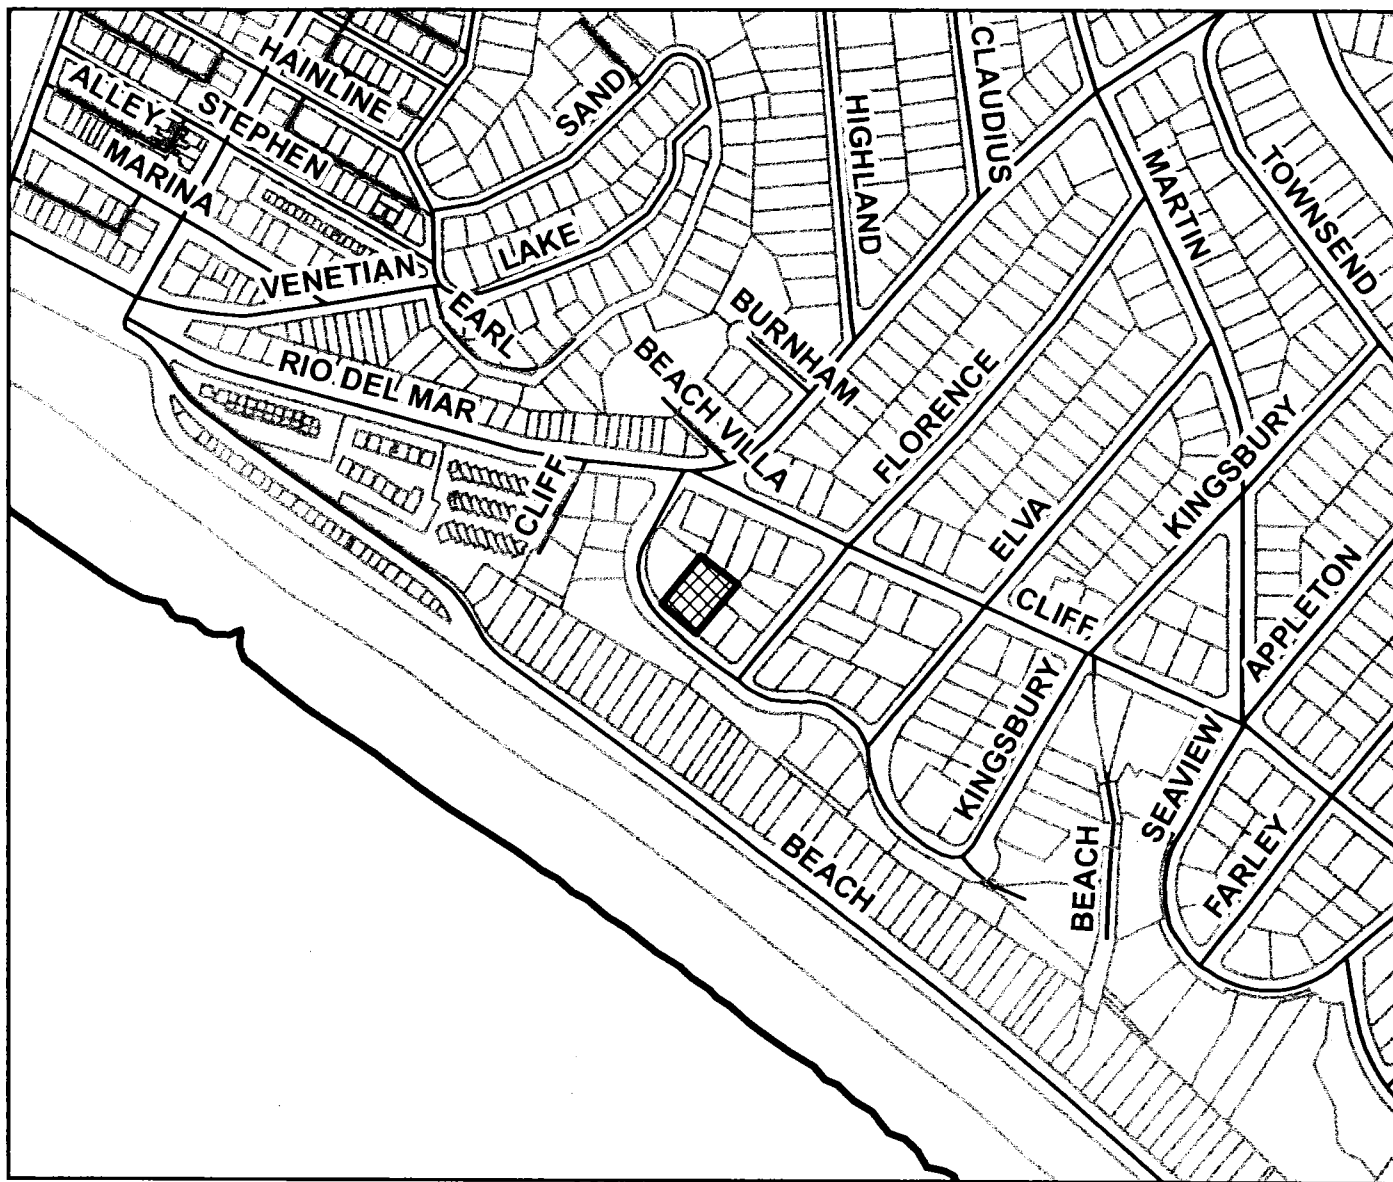 HAINLINE
SAND
CLAUDIUS
ALLEY
STEPHEN
HIGHLAND
MARINA
MARTIN
TOWNSEND
LAKE
VENETIAN
EARL
BURNHAM
BEACH VILLA
RIO DEL MAR
FLORENCE
KINGSBURY
CLIFF
ELVA
CLIFF
APPLETON
KINGSBURY
SEAVIEW
BEACH
BEACH
FARLEY